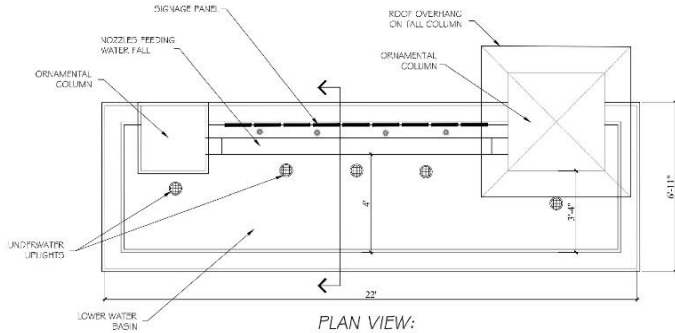 SIGNAGE PANEL
ROOF OVERHANG
ON TALL COLUMN
NOZZLES FEEDING
WATER FALL
ORNAMENTAL
COLUMN
ORNAMENTAL
COLUMN
4'
3'-4"
6'-11"
UNDERWATER
UPLIGHTS
22'
LOWER WATER
BASIN
PLAN VIEW: